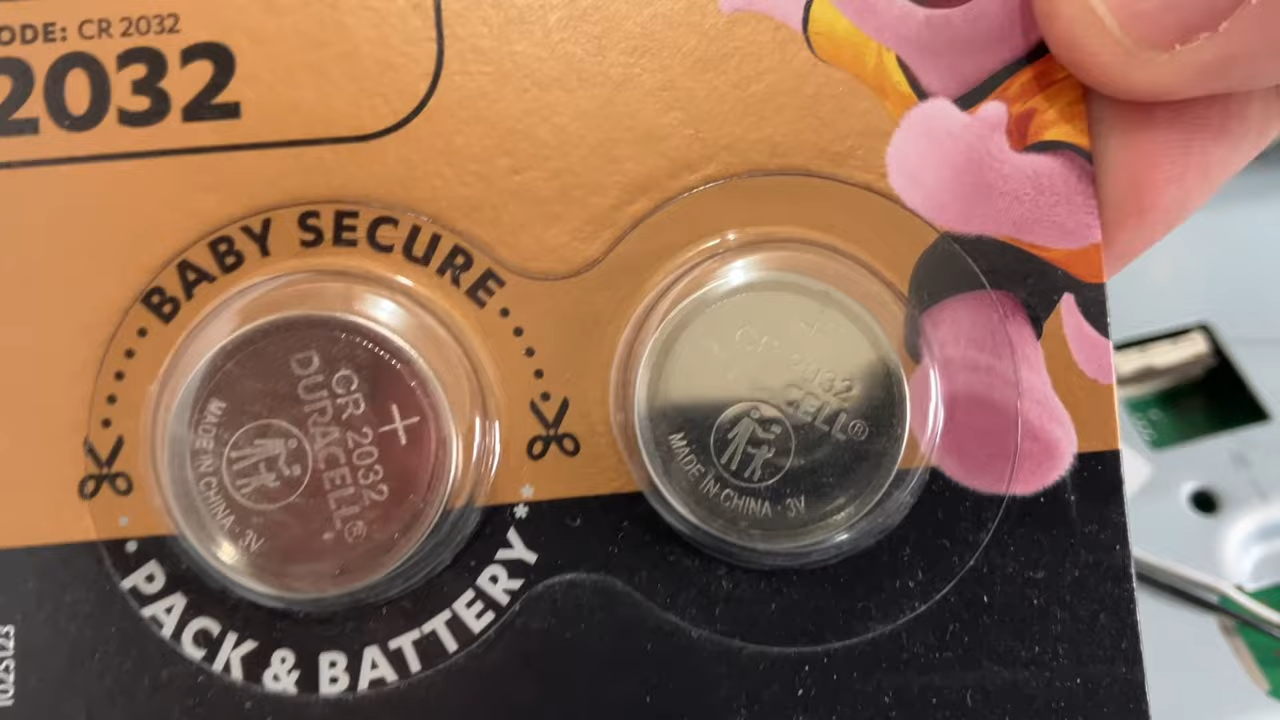 ODE: CR 2032
2032
BABY SECURE
PACK & BATTERY*
+
CR 2032
DURACELL®
MADE IN CHINA · 3V
CR 2032
CELL®
MADE IN CHINA · 3V
1025123